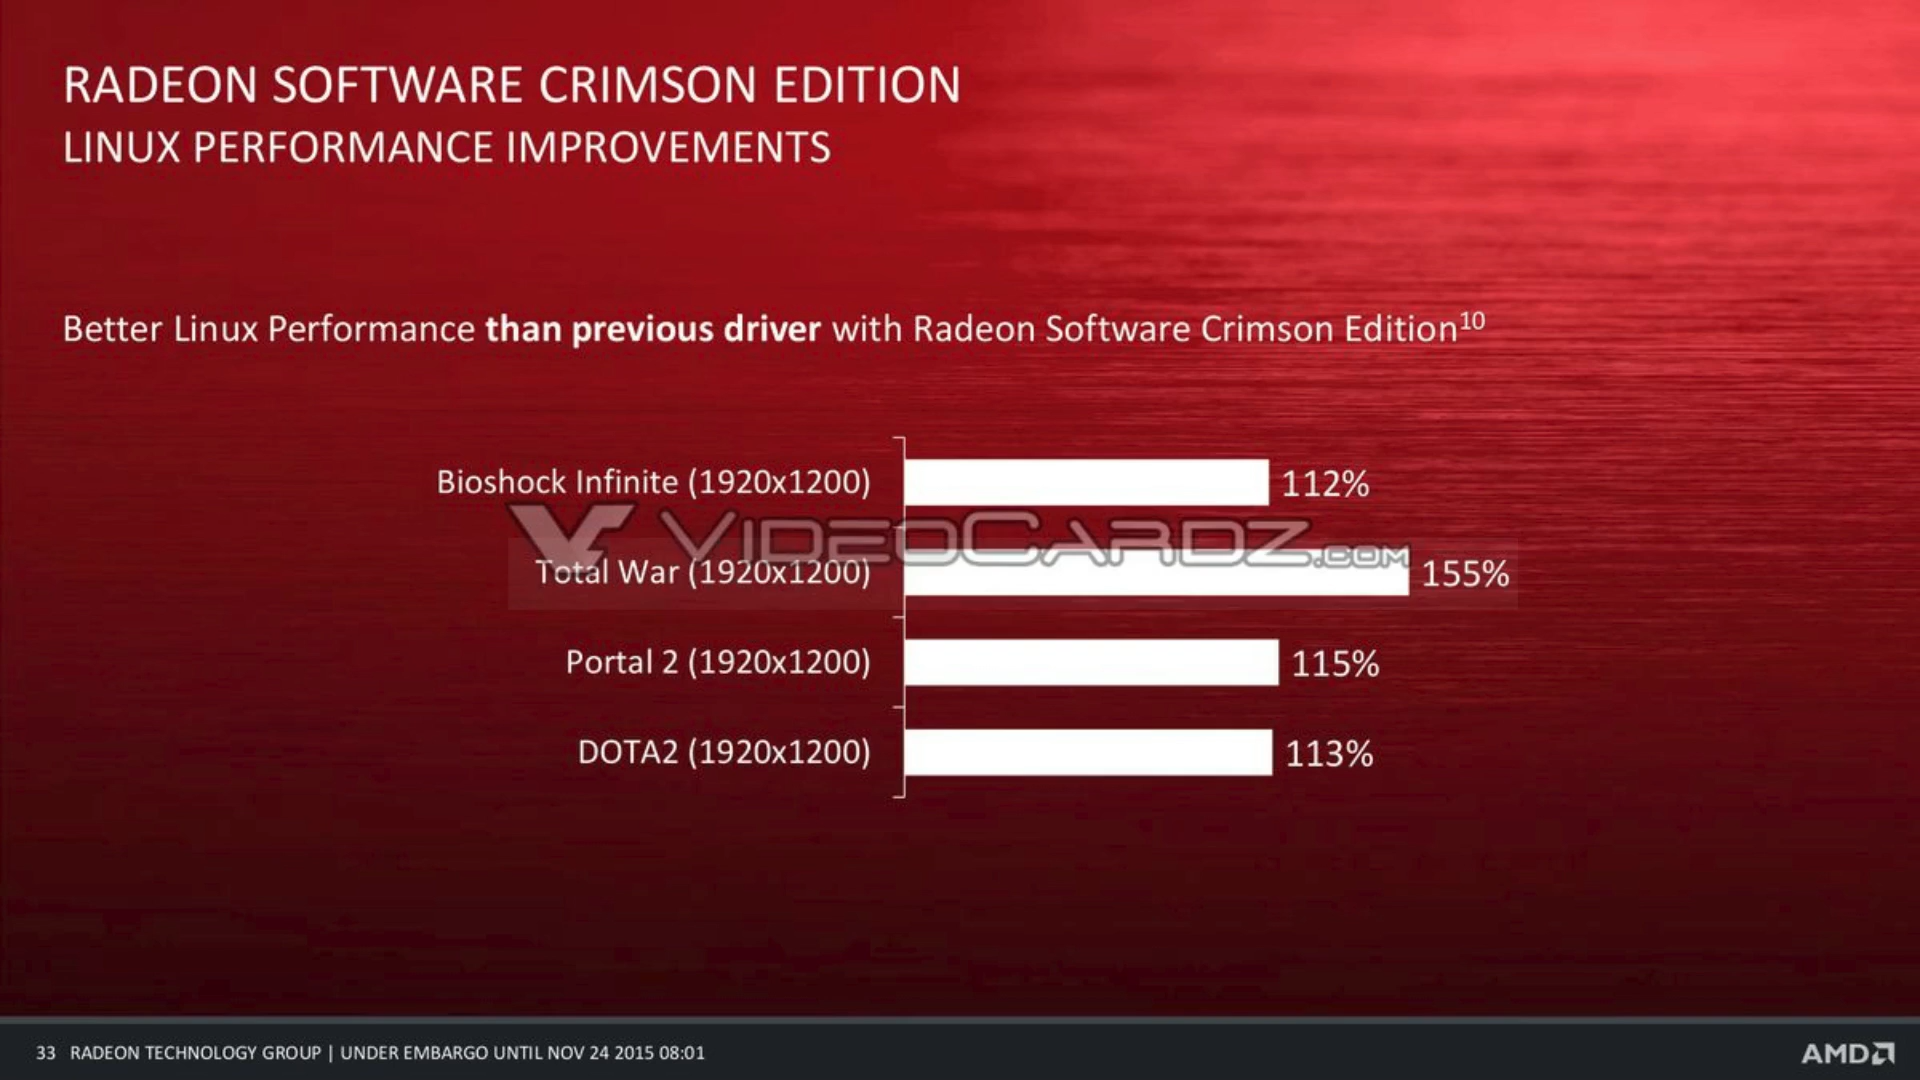 RADEON SOFTWARE CRIMSON EDITION
LINUX PERFORMANCE IMPROVEMENTS
Better Linux Performance than previous driver with Radeon Software Crimson Edition10
Bioshock Infinite (1920x1200) 112%
VIDEOCARDZ.COM
Total War (1920x1200) 155%
Portal 2 (1920x1200) 115%
DOTA2 (1920x1200) 113%
33 RADEON TECHNOLOGY GROUP | UNDER EMBARGO UNTIL NOV 24 2015 08:01
AMD